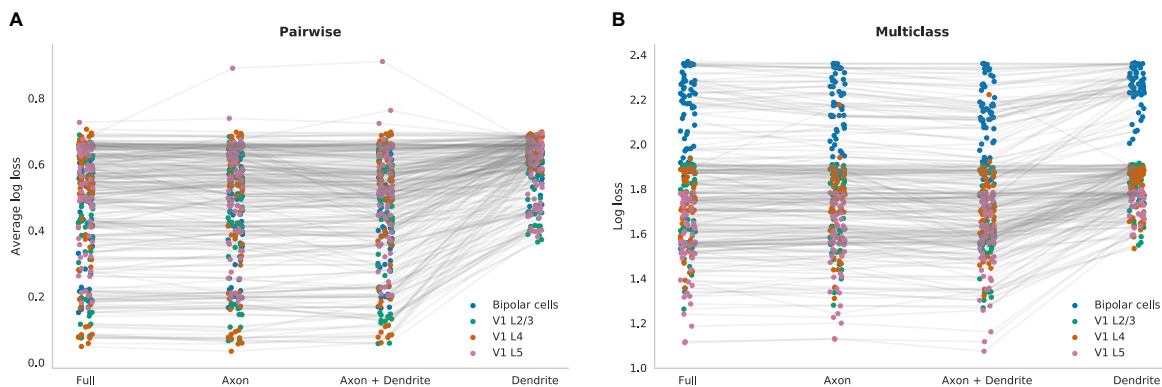 A
Pairwise
Average log loss
0.8
0.6
0.4
0.2
0.0
Full
Axon
Axon + Dendrite
Dendrite
Bipolar cells
V1 L2/3
V1 L4
V1 L5
B
Multiclass
Log loss
2.4
2.2
2.0
1.8
1.6
1.4
1.2
1.0
Full
Axon
Axon + Dendrite
Dendrite
Bipolar cells
V1 L2/3
V1 L4
V1 L5